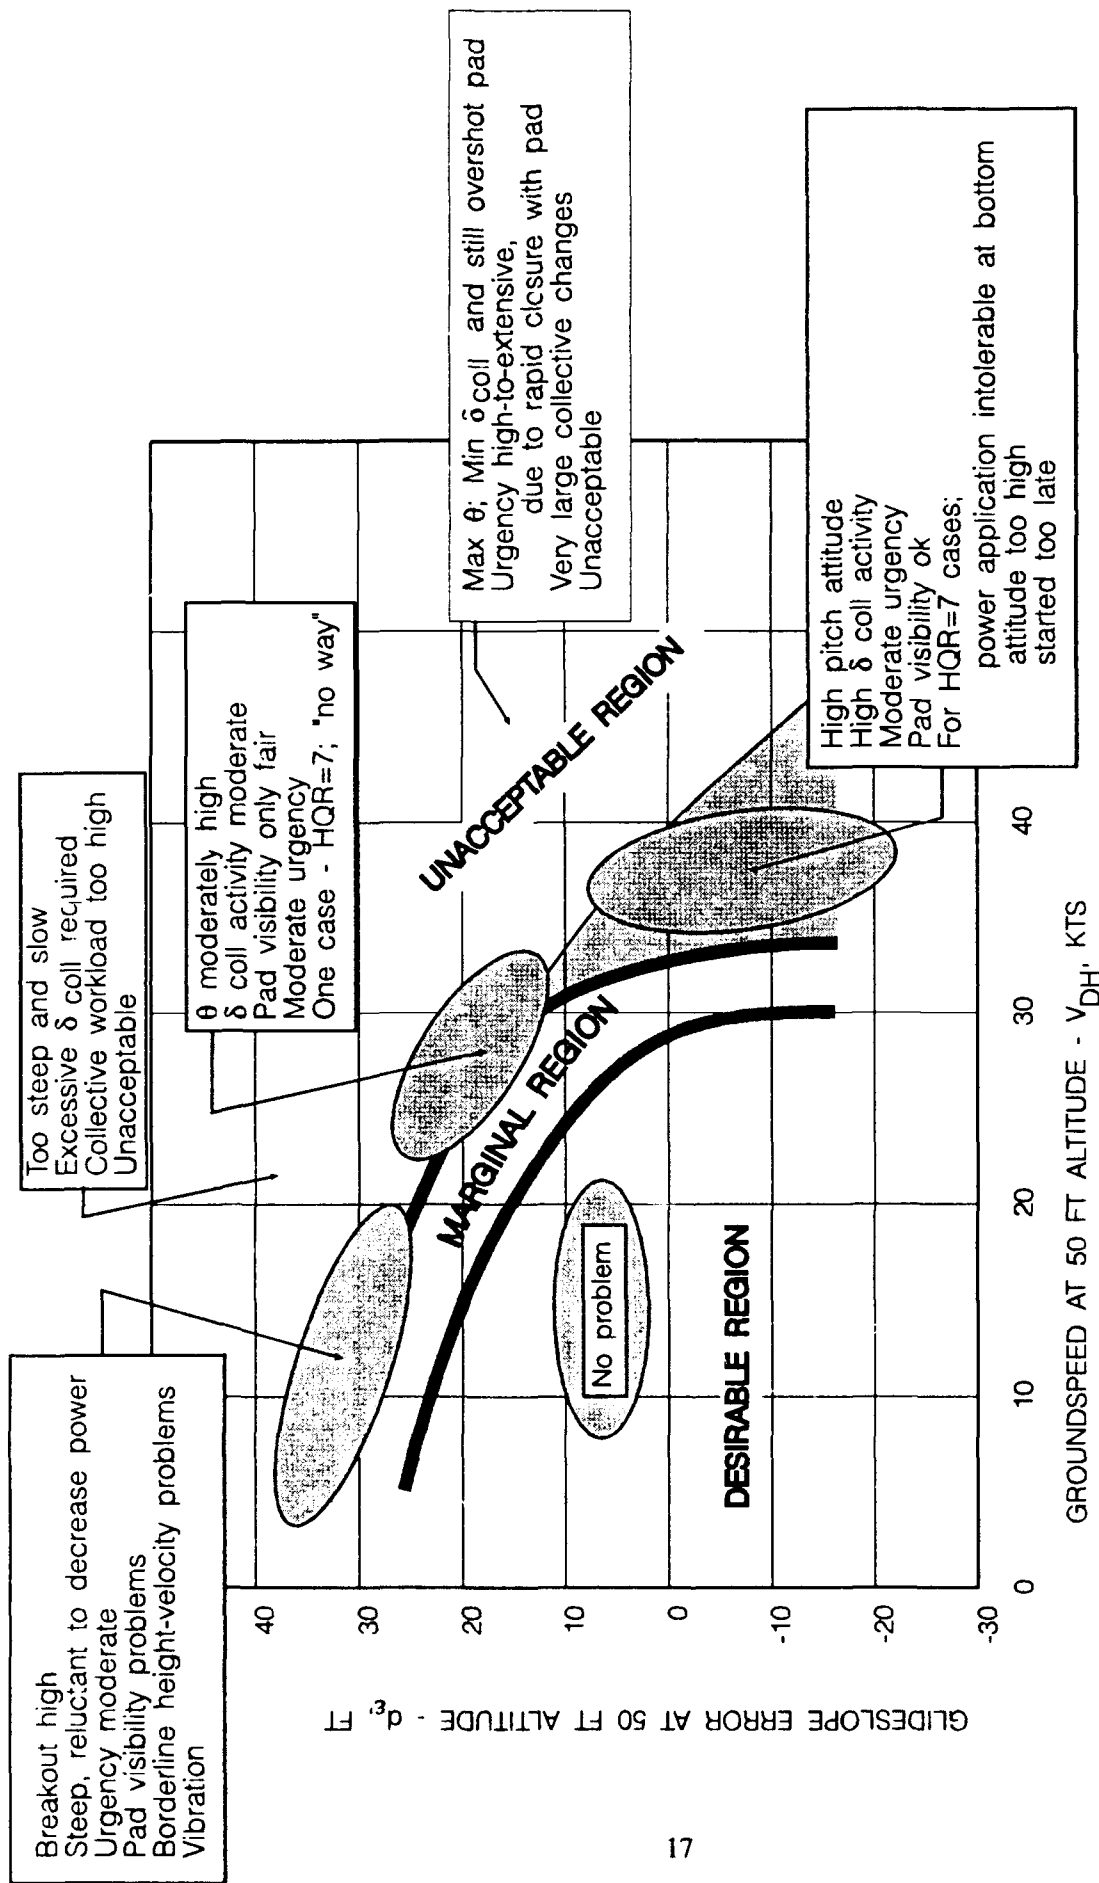 Breakout high
Steep, reluctant to decrease power
Urgency moderate
Pad visibility problems
Borderline height-velocity problems
Vibration
Too steep and slow
Excessive δ coll required
Collective workload too high
Unacceptable
θ moderately high
δ coll activity moderate
Pad visibility only fair
Moderate urgency
One case - HQR=7; "no way"
Max θ; Min δcoll and still overshot pad
Urgency high-to-extensive,
due to rapid closure with pad
Very large collective changes
Unacceptable
High pitch attitude
High δ coll activity
Moderate urgency
Pad visibility ok
For HQR=7 cases;
power application intolerable at bottom
attitude too high
started too late
UNACCEPTABLE REGION
MARGINAL REGION
No problem
DESIRABLE REGION
GLIDESLOPE ERROR AT 50 FT ALTITUDE - dε, FT
40
30
20
10
0
-10
-20
-30
0
10
20
30
40
GROUNDSPEED AT 50 FT ALTITUDE - VDH, KTS
17